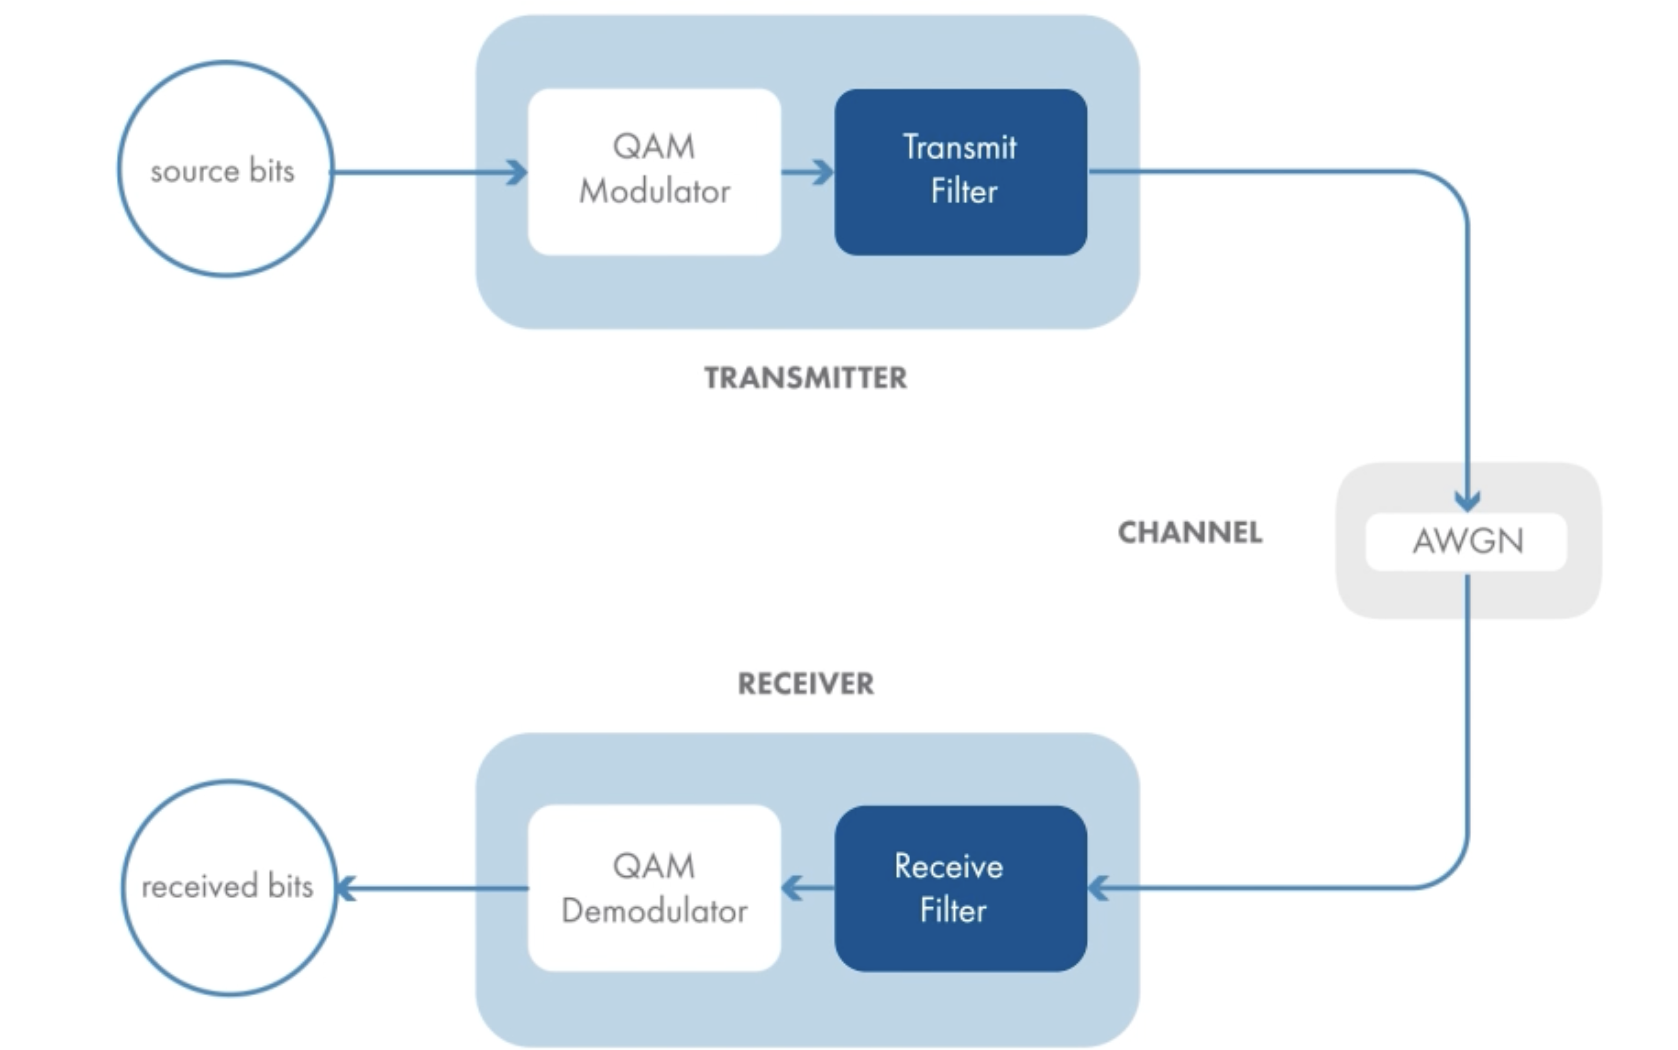 source bits
QAM
Modulator
Transmit
Filter
TRANSMITTER
CHANNEL
AWGN
RECEIVER
received bits
QAM
Demodulator
Receive
Filter